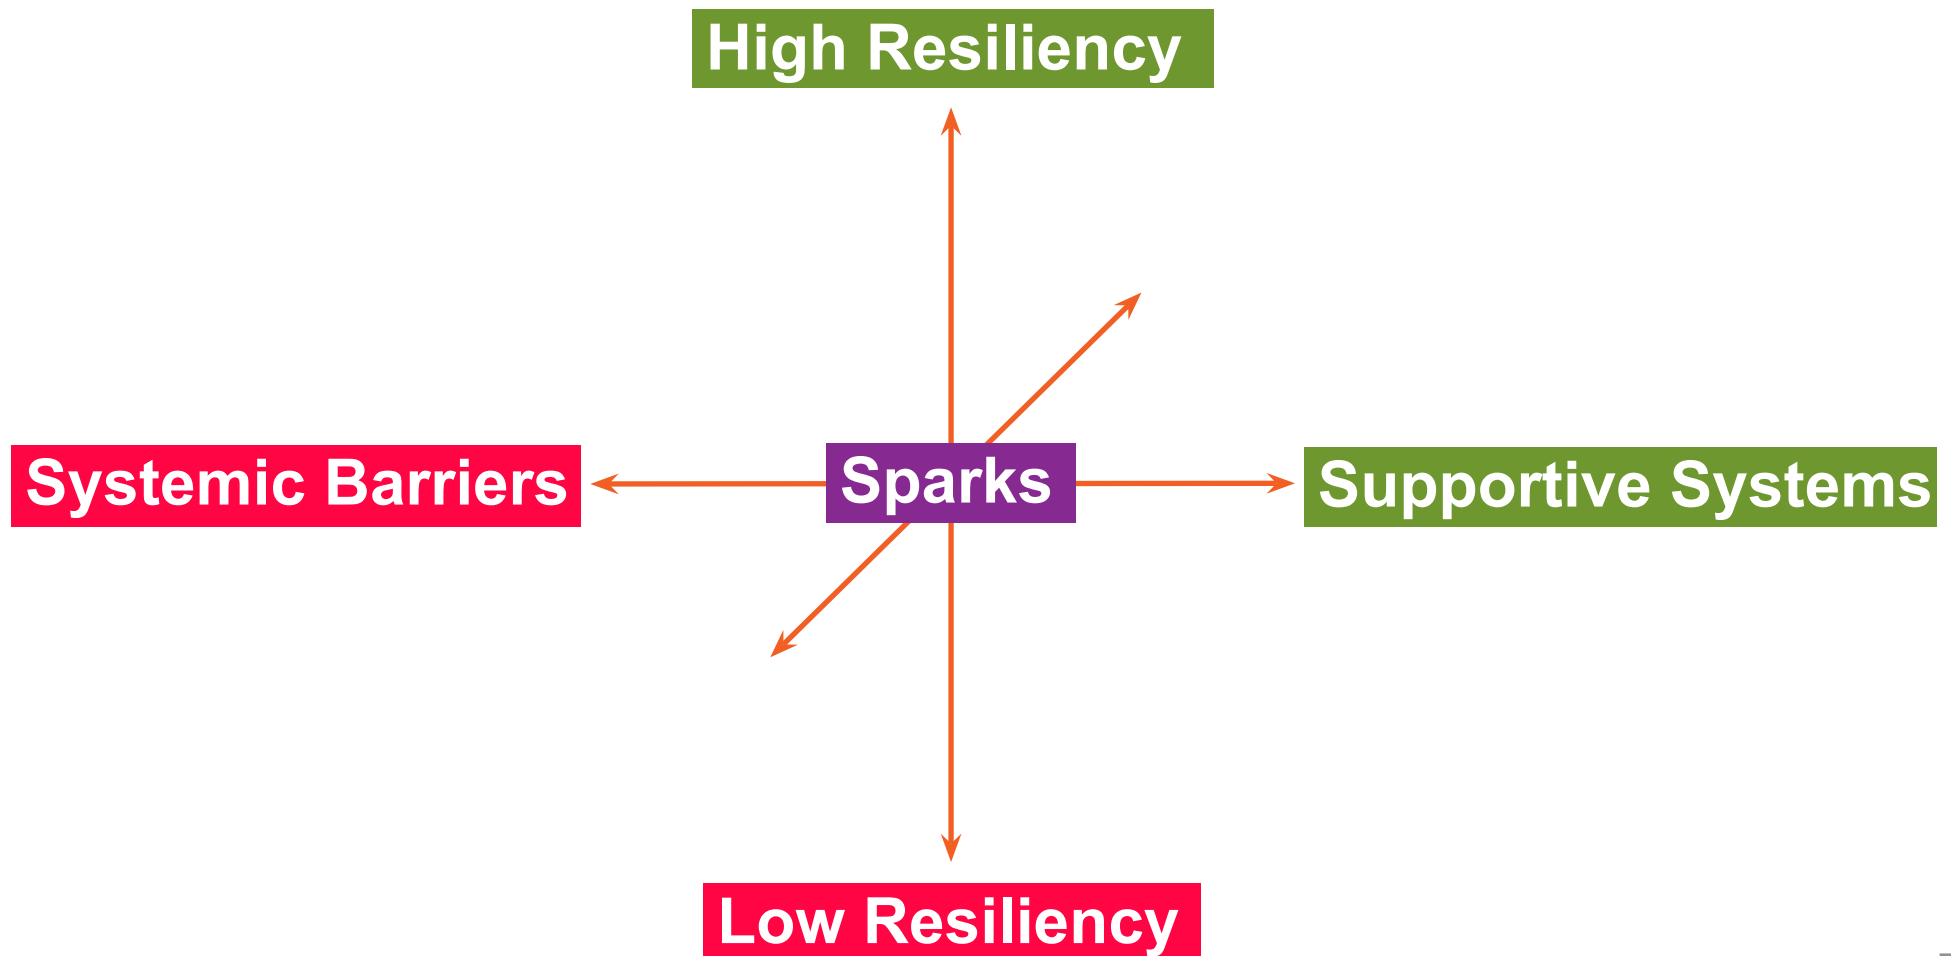 High Resiliency
Systemic Barriers
Sparks
Supportive Systems
Low Resiliency